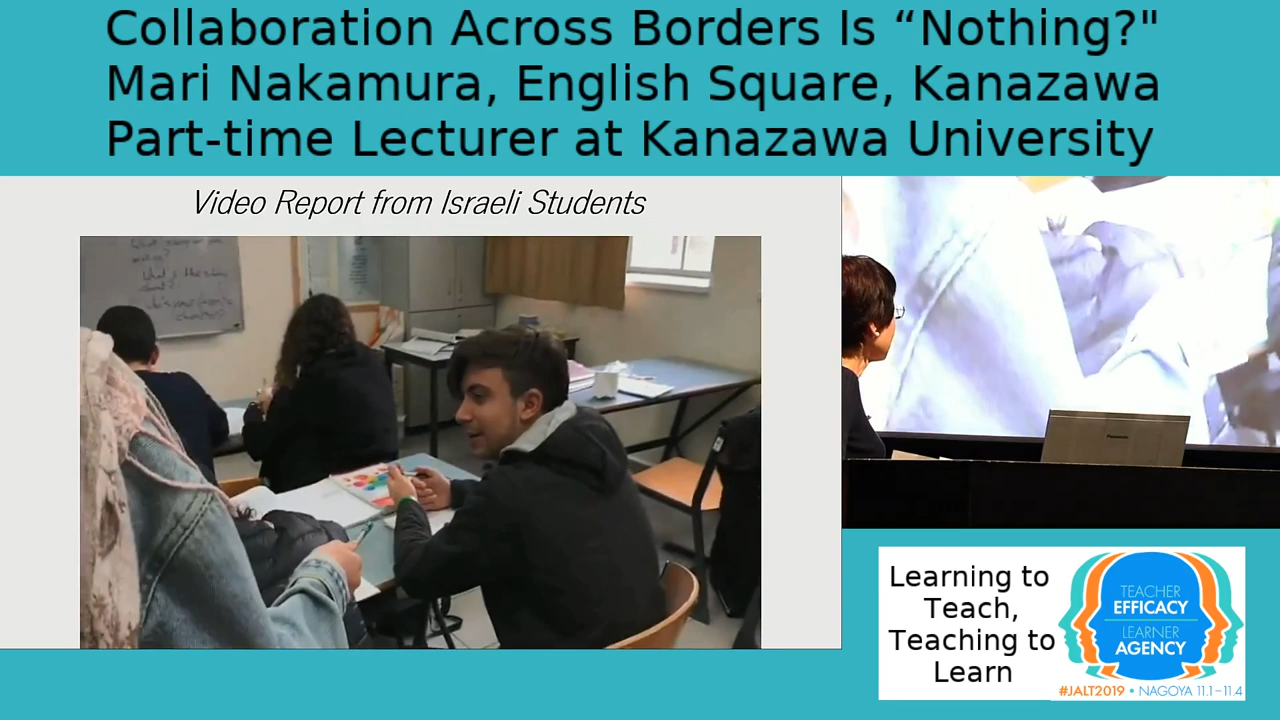 Collaboration Across Borders Is “Nothing?"
Mari Nakamura, English Square, Kanazawa
Part-time Lecturer at Kanazawa University
Video Report from Israeli Students
Panasonic
Learning to
Teach,
Teaching to
Learn
TEACHER
EFFICACY
LEARNER
AGENCY
#JALT2019 • NAGOYA 11.1–11.4